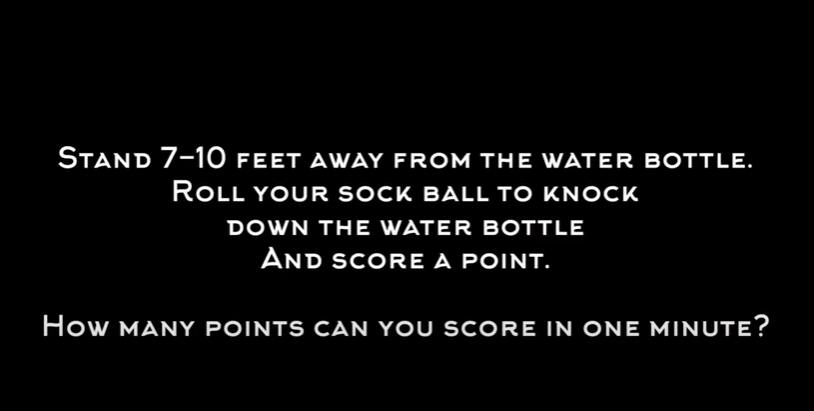 Stand 7–10 feet away from the water bottle.
Roll your sock ball to knock
down the water bottle
And score a point.
How many points can you score in one minute?